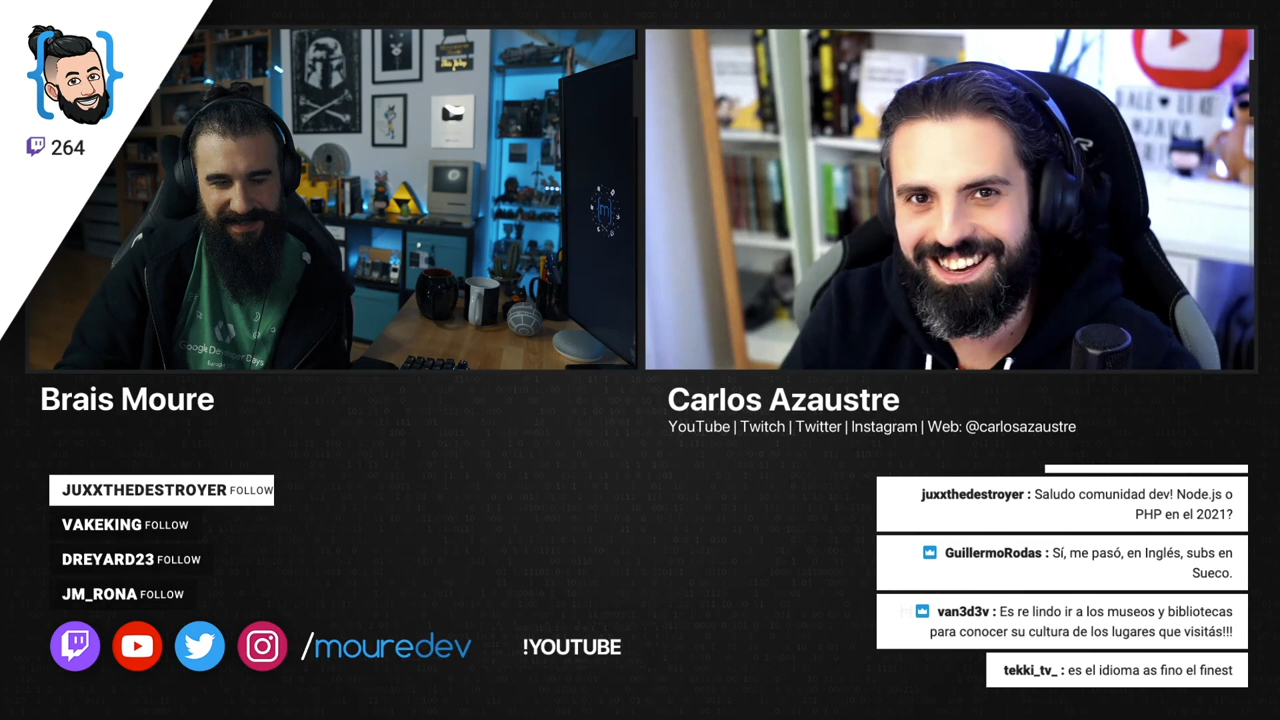 264
Google Developer Days
Brais Moure
Carlos Azaustre
YouTube | Twitch | Twitter | Instagram | Web: @carlosazaustre
JUXXTHEDESTROYER FOLLOW
VAKEKING FOLLOW
DREYARD23 FOLLOW
JM_RONA FOLLOW
/mouredev
!YOUTUBE
juxxthedestroyer : Saludo comunidad dev! Node.js o
PHP en el 2021?
GuillermoRodas : Sí, me pasó, en Inglés, subs en
Sueco.
van3d3v : Es re lindo ir a los museos y bibliotecas
para conocer su cultura de los lugares que visitás!!!
tekki_tv_ : es el idioma as fino el finest